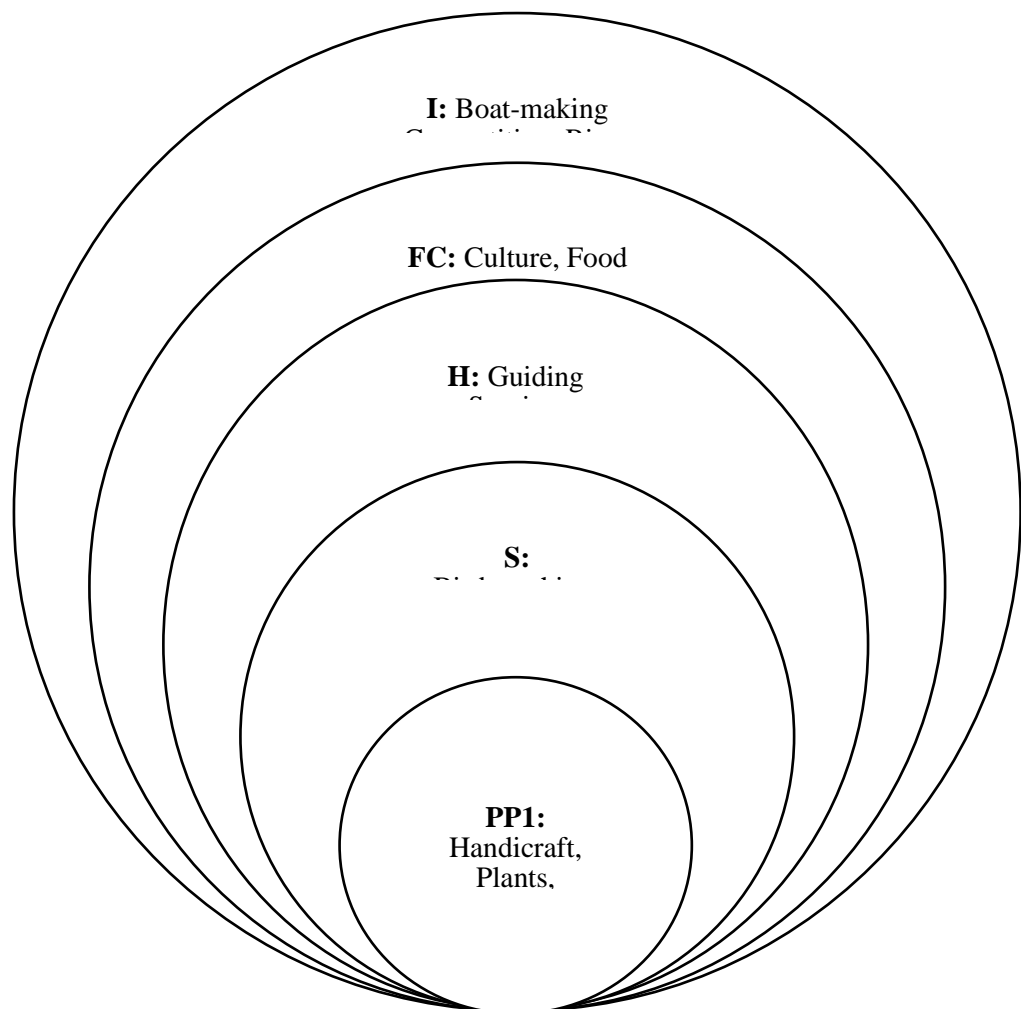 I: Boat-making
FC: Culture, Food
H: Guiding
S:
PP1:
Handicraft,
Plants,